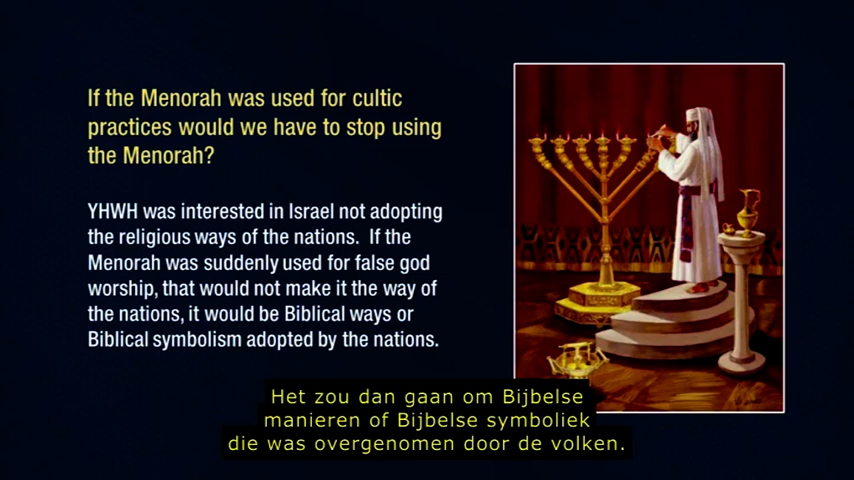 If the Menorah was used for cultic
practices would we have to stop using
the Menorah?
YHWH was interested in Israel not adopting
the religious ways of the nations.  If the
Menorah was suddenly used for false god
worship, that would not make it the way of
the nations, it would be Biblical ways or
Biblical symbolism adopted by the nations.
Het zou dan gaan om Bijbelse
manieren of Bijbelse symboliek
die was overgenomen door de volken.